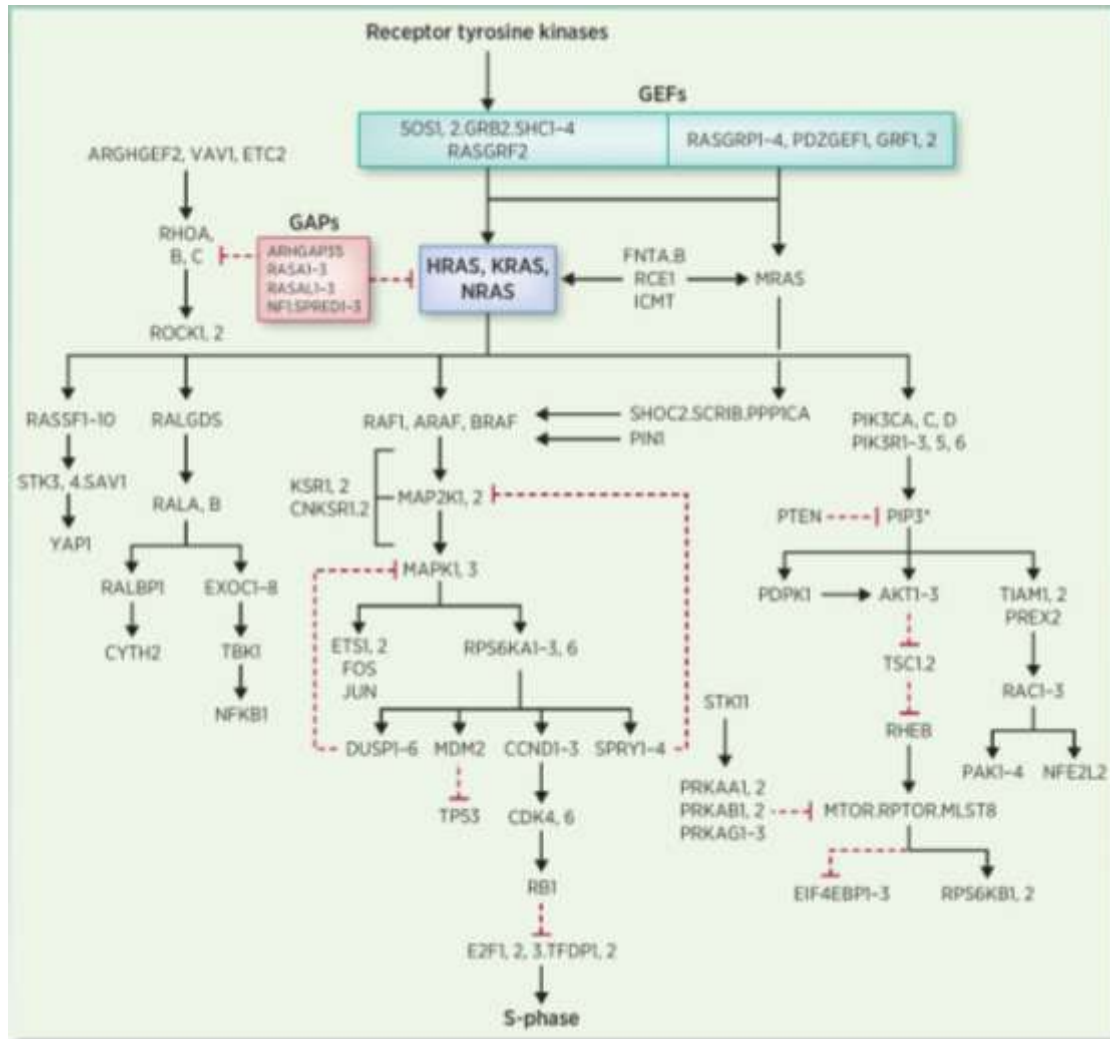 Receptor tyrosine kinases
GEFs
SOS1, 2.GRB2.SHC1–4
RASGRF2
RASGRP1–4, PDZGEF1, GRF1, 2
ARGHGEF2, VAV1, ETC2
GAPs
RHOA,
B, C
ARHGAP35
RASA1–3
RASAL1–3
NF1.SPRED1–3
HRAS, KRAS,
NRAS
FNTA.B
RCE1
ICMT
MRAS
ROCK1, 2
RASSF1–10
RALGDS
RAF1, ARAF, BRAF
SHOC2.SCRIB.PPP1CA
PIN1
PIK3CA, C, D
PIK3R1–3, 5, 6
STK3, 4.SAV1
RALA, B
KSR1, 2
CNKSR1.2
MAP2K1, 2
PTEN
PIP3*
YAP1
RALBP1
EXOC1–8
MAPK1, 3
PDPK1
AKT1–3
TIAM1, 2
PREX2
CYTH2
TBK1
ETS1, 2
FOS
JUN
RPS6KA1–3, 6
TSC1.2
RAC1–3
NFKB1
STK11
DUSP1–6
MDM2
CCND1–3
SPRY1–4
RHEB
PAK1–4
NFE2L2
TP53
CDK4, 6
PRKAA1, 2
PRKAB1, 2
PRKAG1–3
MTOR.RPTOR.MLST8
RB1
EIF4EBP1–3
RPS6KB1, 2
E2F1, 2, 3.TFDP1, 2
S-phase